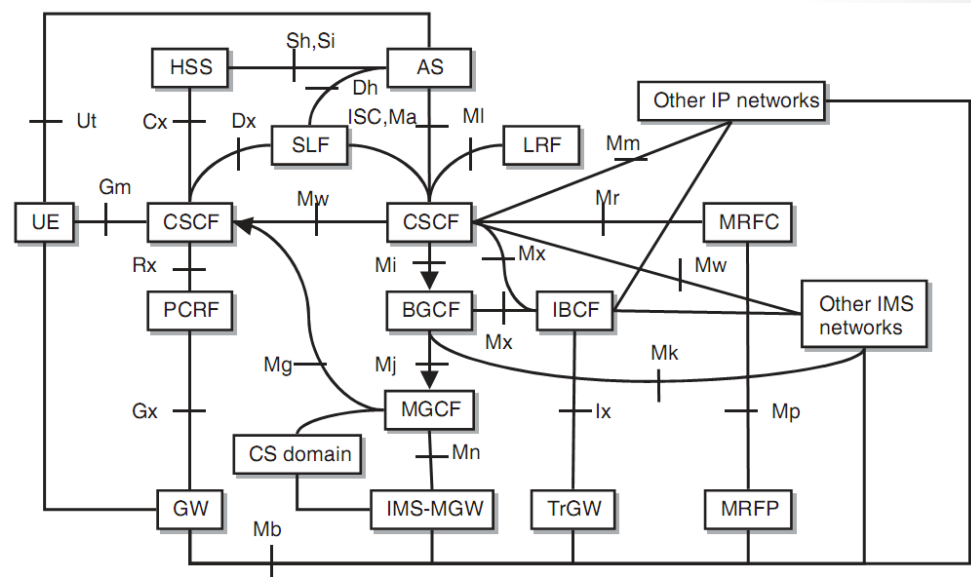 Sh,Si
HSS
AS
Dh
Other IP networks
Ut
Cx
Dx
ISC,Ma
Ml
SLF
LRF
Mm
Gm
Mw
Mr
UE
CSCF
CSCF
MRFC
Rx
Mi
Mx
Mw
PCRF
BGCF
IBCF
Other IMS
networks
Mx
Mg
Mj
Mk
Gx
MGCF
Ix
Mp
CS domain
Mn
GW
IMS-MGW
TrGW
MRFP
Mb